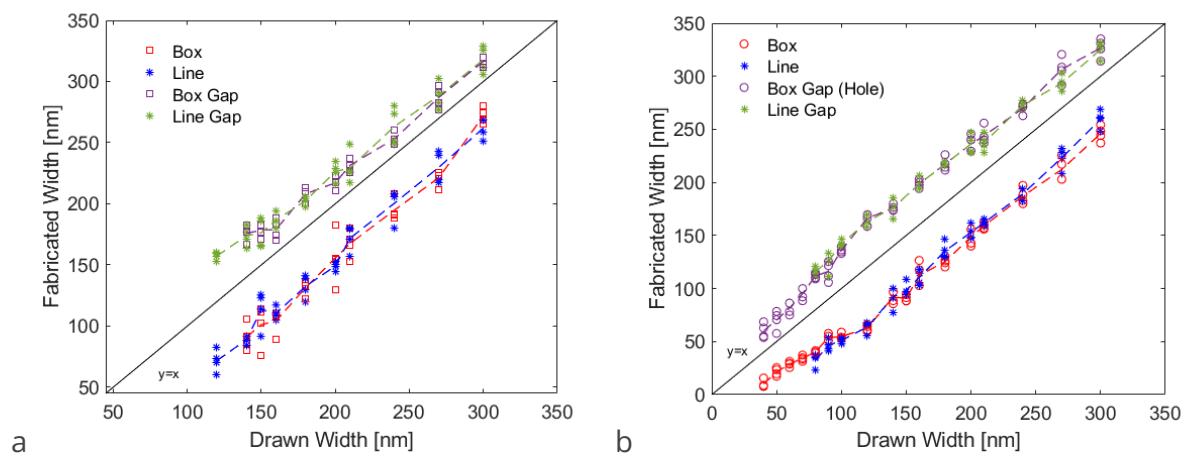 350
300
250
200
150
100
50
Fabricated Width [nm]
Box
Line
Box Gap
Line Gap
y=x
50
100
150
200
250
300
350
Drawn Width [nm]
a
350
300
250
200
150
100
50
0
Fabricated Width [nm]
Box
Line
Box Gap (Hole)
Line Gap
y=x
0
50
100
150
200
250
300
350
Drawn Width [nm]
b